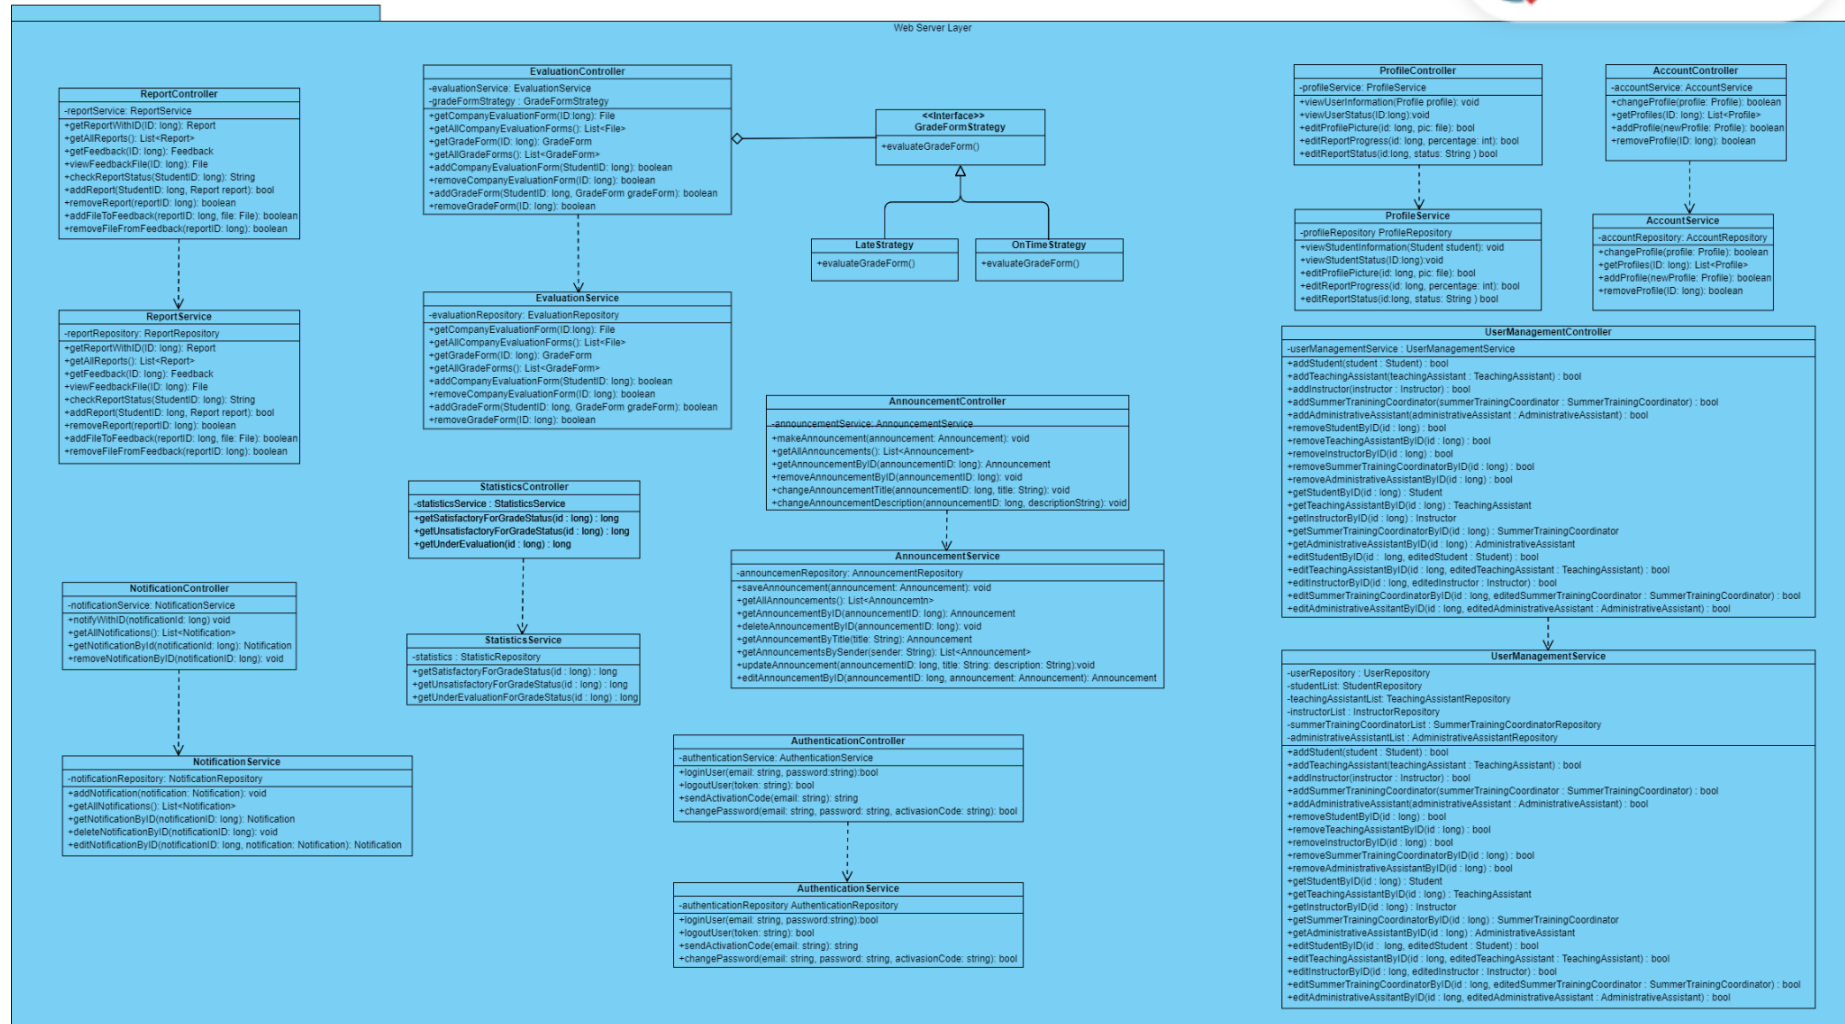 Web Server Layer
ReportController
-reportService: ReportService
+getReportWithID(ID: long): Report
+getAllReports(): List<Report>
+getFeedback(ID: long): Feedback
+viewFeedbackFile(ID: long): File
+checkReportStatus(StudentID: long): String
+addReport(StudentID: long, Report report): bool
+removeReport(reportID: long): boolean
+addFileToFeedback(reportID: long, file: File): boolean
+removeFileFromFeedback(reportID: long): boolean
ReportService
-reportRepository: ReportRepository
+getReportWithID(ID: long): Report
+getAllReports(): List<Report>
+getFeedback(ID: long): Feedback
+viewFeedbackFile(ID: long): File
+checkReportStatus(StudentID: long): String
+addReport(StudentID: long, Report report): bool
+removeReport(reportID: long): boolean
+addFileToFeedback(reportID: long, file: File): boolean
+removeFileFromFeedback(reportID: long): boolean
EvaluationController
-evaluationService: EvaluationService
-gradeFormStrategy : GradeFormStrategy
+getCompanyEvaluationForm(ID:long): File
+getAllCompanyEvaluationForms(): List<File>
+getGradeForm(ID: long): GradeForm
+getAllGradeForms(): List<GradeForm>
+addCompanyEvaluationForm(StudentID: long): boolean
+removeCompanyEvaluationForm(ID: long): boolean
+addGradeForm(StudentID: long, GradeForm gradeForm): boolean
+removeGradeForm(ID: long): boolean
EvaluationService
-evaluationRepository: EvaluationRepository
+getCompanyEvaluationForm(ID:long): File
+getAllCompanyEvaluationForms(): List<File>
+getGradeForm(ID: long): GradeForm
+getAllGradeForms(): List<GradeForm>
+addCompanyEvaluationForm(StudentID: long): boolean
+removeCompanyEvaluationForm(ID: long): boolean
+addGradeForm(StudentID: long, GradeForm gradeForm): boolean
+removeGradeForm(ID: long): boolean
<<Interface>>
GradeFormStrategy
+evaluateGradeForm()
LateStrategy
+evaluateGradeForm()
OnTimeStrategy
+evaluateGradeForm()
ProfileController
-profileService: ProfileService
+viewUserInformation(Profile profile): void
+viewUserStatus(ID:long):void
+editProfilePicture(id: long, pic: file): bool
+editReportProgress(id: long, percentage: int): bool
+editReportStatus(id:long, status: String ) bool
ProfileService
-profileRepository ProfileRepository
+viewStudentInformation(Student student): void
+viewStudentStatus(ID:long):void
+editProfilePicture(id: long, pic: file): bool
+editReportProgress(id: long, percentage: int): bool
+editReportStatus(id:long, status: String ) bool
AccountController
-accountService: AccountService
+changeProfile(profile: Profile): boolean
+getProfiles(ID: long): List<Profile>
+addProfile(newProfile: Profile): boolean
+removeProfile(ID: long): boolean
AccountService
-accountRepository: AccountRepository
+changeProfile(profile: Profile): boolean
+getProfiles(ID: long): List<Profile>
+addProfile(newProfile: Profile): boolean
+removeProfile(ID: long): boolean
AnnouncementController
-announcementService: AnnouncementService
+makeAnnouncement(announcement: Announcement): void
+getAllAnnouncements(): List<Announcement>
+getAnnouncementByID(announcementID: long): Announcement
+removeAnnouncementByID(announcementID: long): void
+changeAnnouncementTitle(announcementID: long, title: String): void
+changeAnnouncementDescription(announcementID: long, descriptionString): void
AnnouncementService
-announcemenRepository: AnnouncementRepository
+saveAnnouncement(announcement: Announcement): void
+getAllAnnouncements(): List<Announcemtn>
+getAnnouncementByID(announcementID: long): Announcement
+deleteAnnouncementByID(announcementID: long): void
+getAnnouncementByTitle(title: String): Announcement
+getAnnouncementsBySender(sender: String): List<Announcement>
+updateAnnouncement(announcementID: long, title: String: description: String):void
+editAnnouncementByID(announcementID: long, announcement: Announcement): Announcement
StatisticsController
-statisticsService : StatisticsService
+getSatisfactoryForGradeStatus(id : long) : long
+getUnsatisfactoryForGradeStatus(id : long) : long
+getUnderEvaluation(id : long) : long
StatisticsService
-statistics : StatisticRepository
+getSatisfactoryForGradeStatus(id : long) : long
+getUnsatisfactoryForGradeStatus(id : long) : long
+getUnderEvaluationForGradeStatus(id : long) : long
NotificationController
-notificationService: NotificationService
+notifyWithID(notificationId: long) void
+getAllNotifications(): List<Notification>
+getNotificationById(notificationId: long): Notification
+removeNotificationByID(notificationID: long): void
NotificationService
-notificationRepository: NotificationRepository
+addNotification(notification: Notification): void
+getAllNotifications(): List<Notification>
+getNotificationByID(notificationID: long): Notification
+deleteNotificationByID(notificationID: long): void
+editNotificationByID(notificationID: long, notification: Notification): Notification
AuthenticationController
-authenticationService: AuthenticationService
+loginUser(email: string, password:string):bool
+logoutUser(token: string): bool
+sendActivationCode(email: string): string
+changePassword(email: string, password: string, activasionCode: string): bool
AuthenticationService
-authenticationRepository AuthenticationRepository
+loginUser(email: string, password:string):bool
+logoutUser(token: string): bool
+sendActivationCode(email: string): string
+changePassword(email: string, password: string, activasionCode: string): bool
UserManagementController
-userManagementService : UserManagementService
+addStudent(student : Student) : bool
+addTeachingAssistant(teachingAssistant : TeachingAssistant) : bool
+addInstructor(instructor : Instructor) : bool
+addSummerTraningCoordinator(summerTrainingCoordinator : SummerTrainingCoordinator) : bool
+addAdministrativeAssistant(administrativeAssistant : AdministrativeAssistant) : bool
+removeStudentByID(id : long) : bool
+removeTeachingAssistantByID(id : long) : bool
+removeInstructorByID(id : long) : bool
+removeSummerTrainingCoordinatorByID(id : long) : bool
+removeAdministrativeAssistantByID(id : long) : bool
+getStudentByID(id : long) : Student
+getTeachingAssistantByID(id : long) : TeachingAssistant
+getInstructorByID(id : long) : Instructor
+getSummerTrainingCoordinatorByID(id : long) : SummerTrainingCoordinator
+getAdministrativeAssistantByID(id : long) : AdministrativeAssistant
+editStudentByID(id : long, editedStudent : Student) : bool
+editTeachingAssistantByID(id : long, editedTeachingAssistant : TeachingAssistant) : bool
+editInstructorByID(id : long, editedInstructor : Instructor) : bool
+editSummerTrainingCoordinatorByID(id : long, editedSummerTrainingCoordinator : SummerTrainingCoordinator) : bool
+editAdministrativeAssitantByID(id : long, editedAdministrativeAssistant : AdministrativeAssistant) : bool
UserManagementService
-userRepository : UserRepository
-studentList: StudentRepository
-teachingAssistantList: TeachingAssistantRepository
-instructorList : InstructorRepository
-summerTrainingCoordinatorList : SummerTrainingCoordinatorRepository
-administrativeAssistantList : AdministrativeAssistantRepository
+addStudent(student : Student) : bool
+addTeachingAssistant(teachingAssistant : TeachingAssistant) : bool
+addInstructor(instructor : Instructor) : bool
+addSummerTraningCoordinator(summerTrainingCoordinator : SummerTrainingCoordinator) : bool
+addAdministrativeAssistant(administrativeAssistant : AdministrativeAssistant) : bool
+removeStudentByID(id : long) : bool
+removeTeachingAssistantByID(id : long) : bool
+removeInstructorByID(id : long) : bool
+removeSummerTrainingCoordinatorByID(id : long) : bool
+removeAdministrativeAssistantByID(id : long) : bool
+getStudentByID(id : long) : Student
+getTeachingAssistantByID(id : long) : TeachingAssistant
+getInstructorByID(id : long) : Instructor
+getSummerTrainingCoordinatorByID(id : long) : SummerTrainingCoordinator
+getAdministrativeAssistantByID(id : long) : AdministrativeAssistant
+editStudentByID(id : long, editedStudent : Student) : bool
+editTeachingAssistantByID(id : long, editedTeachingAssistant : TeachingAssistant) : bool
+editInstructorByID(id : long, editedInstructor : Instructor) : bool
+editSummerTrainingCoordinatorByID(id : long, editedSummerTrainingCoordinator : SummerTrainingCoordinator) : bool
+editAdministrativeAssitantByID(id : long, editedAdministrativeAssistant : AdministrativeAssistant) : bool